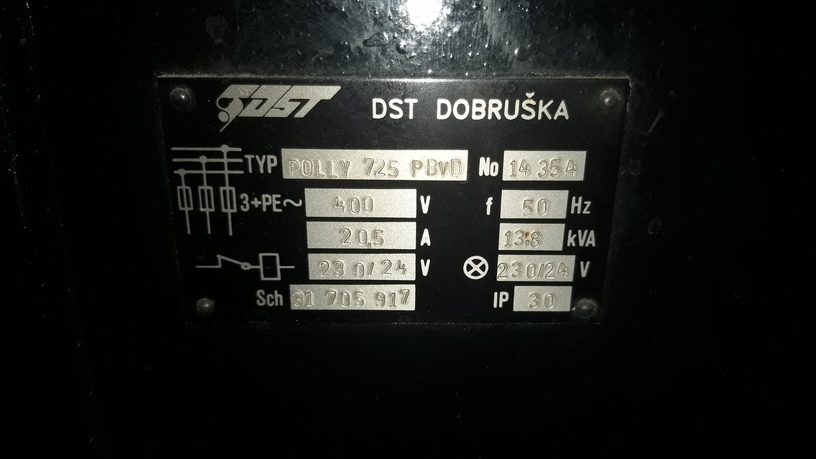 DST DST DOBRUŠKA
TYP POLLY 725 PBvD No 14 354
3+PE~ 400 V f 50 Hz
20,5 A 13,8 kVA
230/24 V 230/24 V
Sch 31 705 917 IP 30